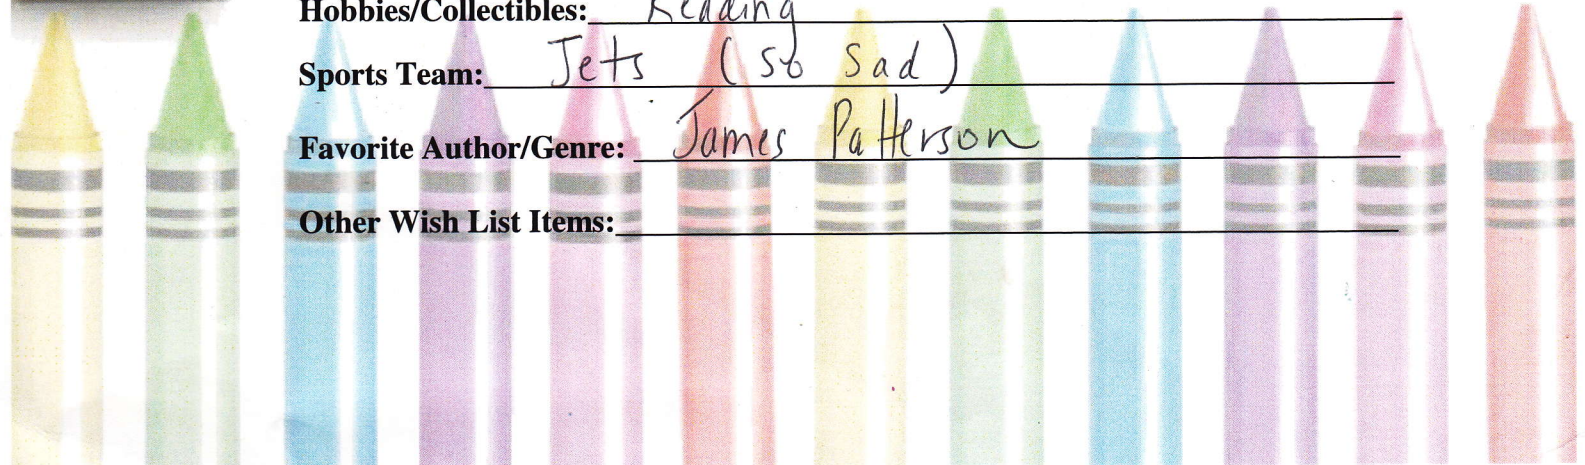 Hobbies/Collectibles: Reading
Sports Team: Jets (so sad)
Favorite Author/Genre: James Patterson
Other Wish List Items: